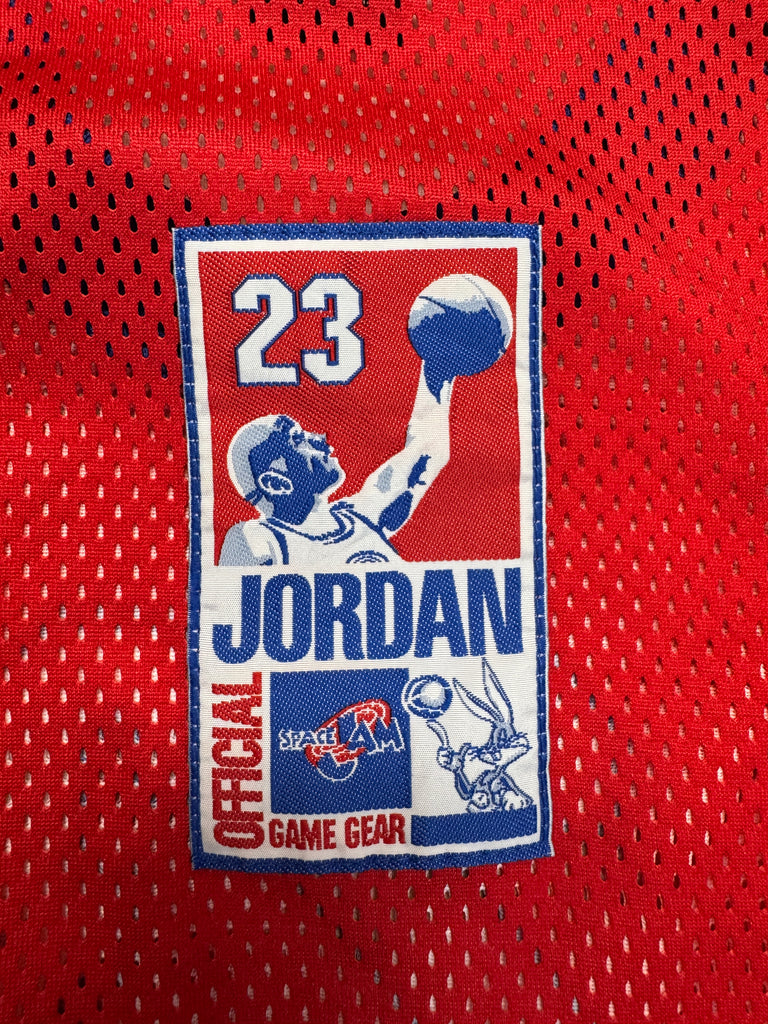 23
JORDAN
OFFICIAL
SPACE JAM
GAME GEAR